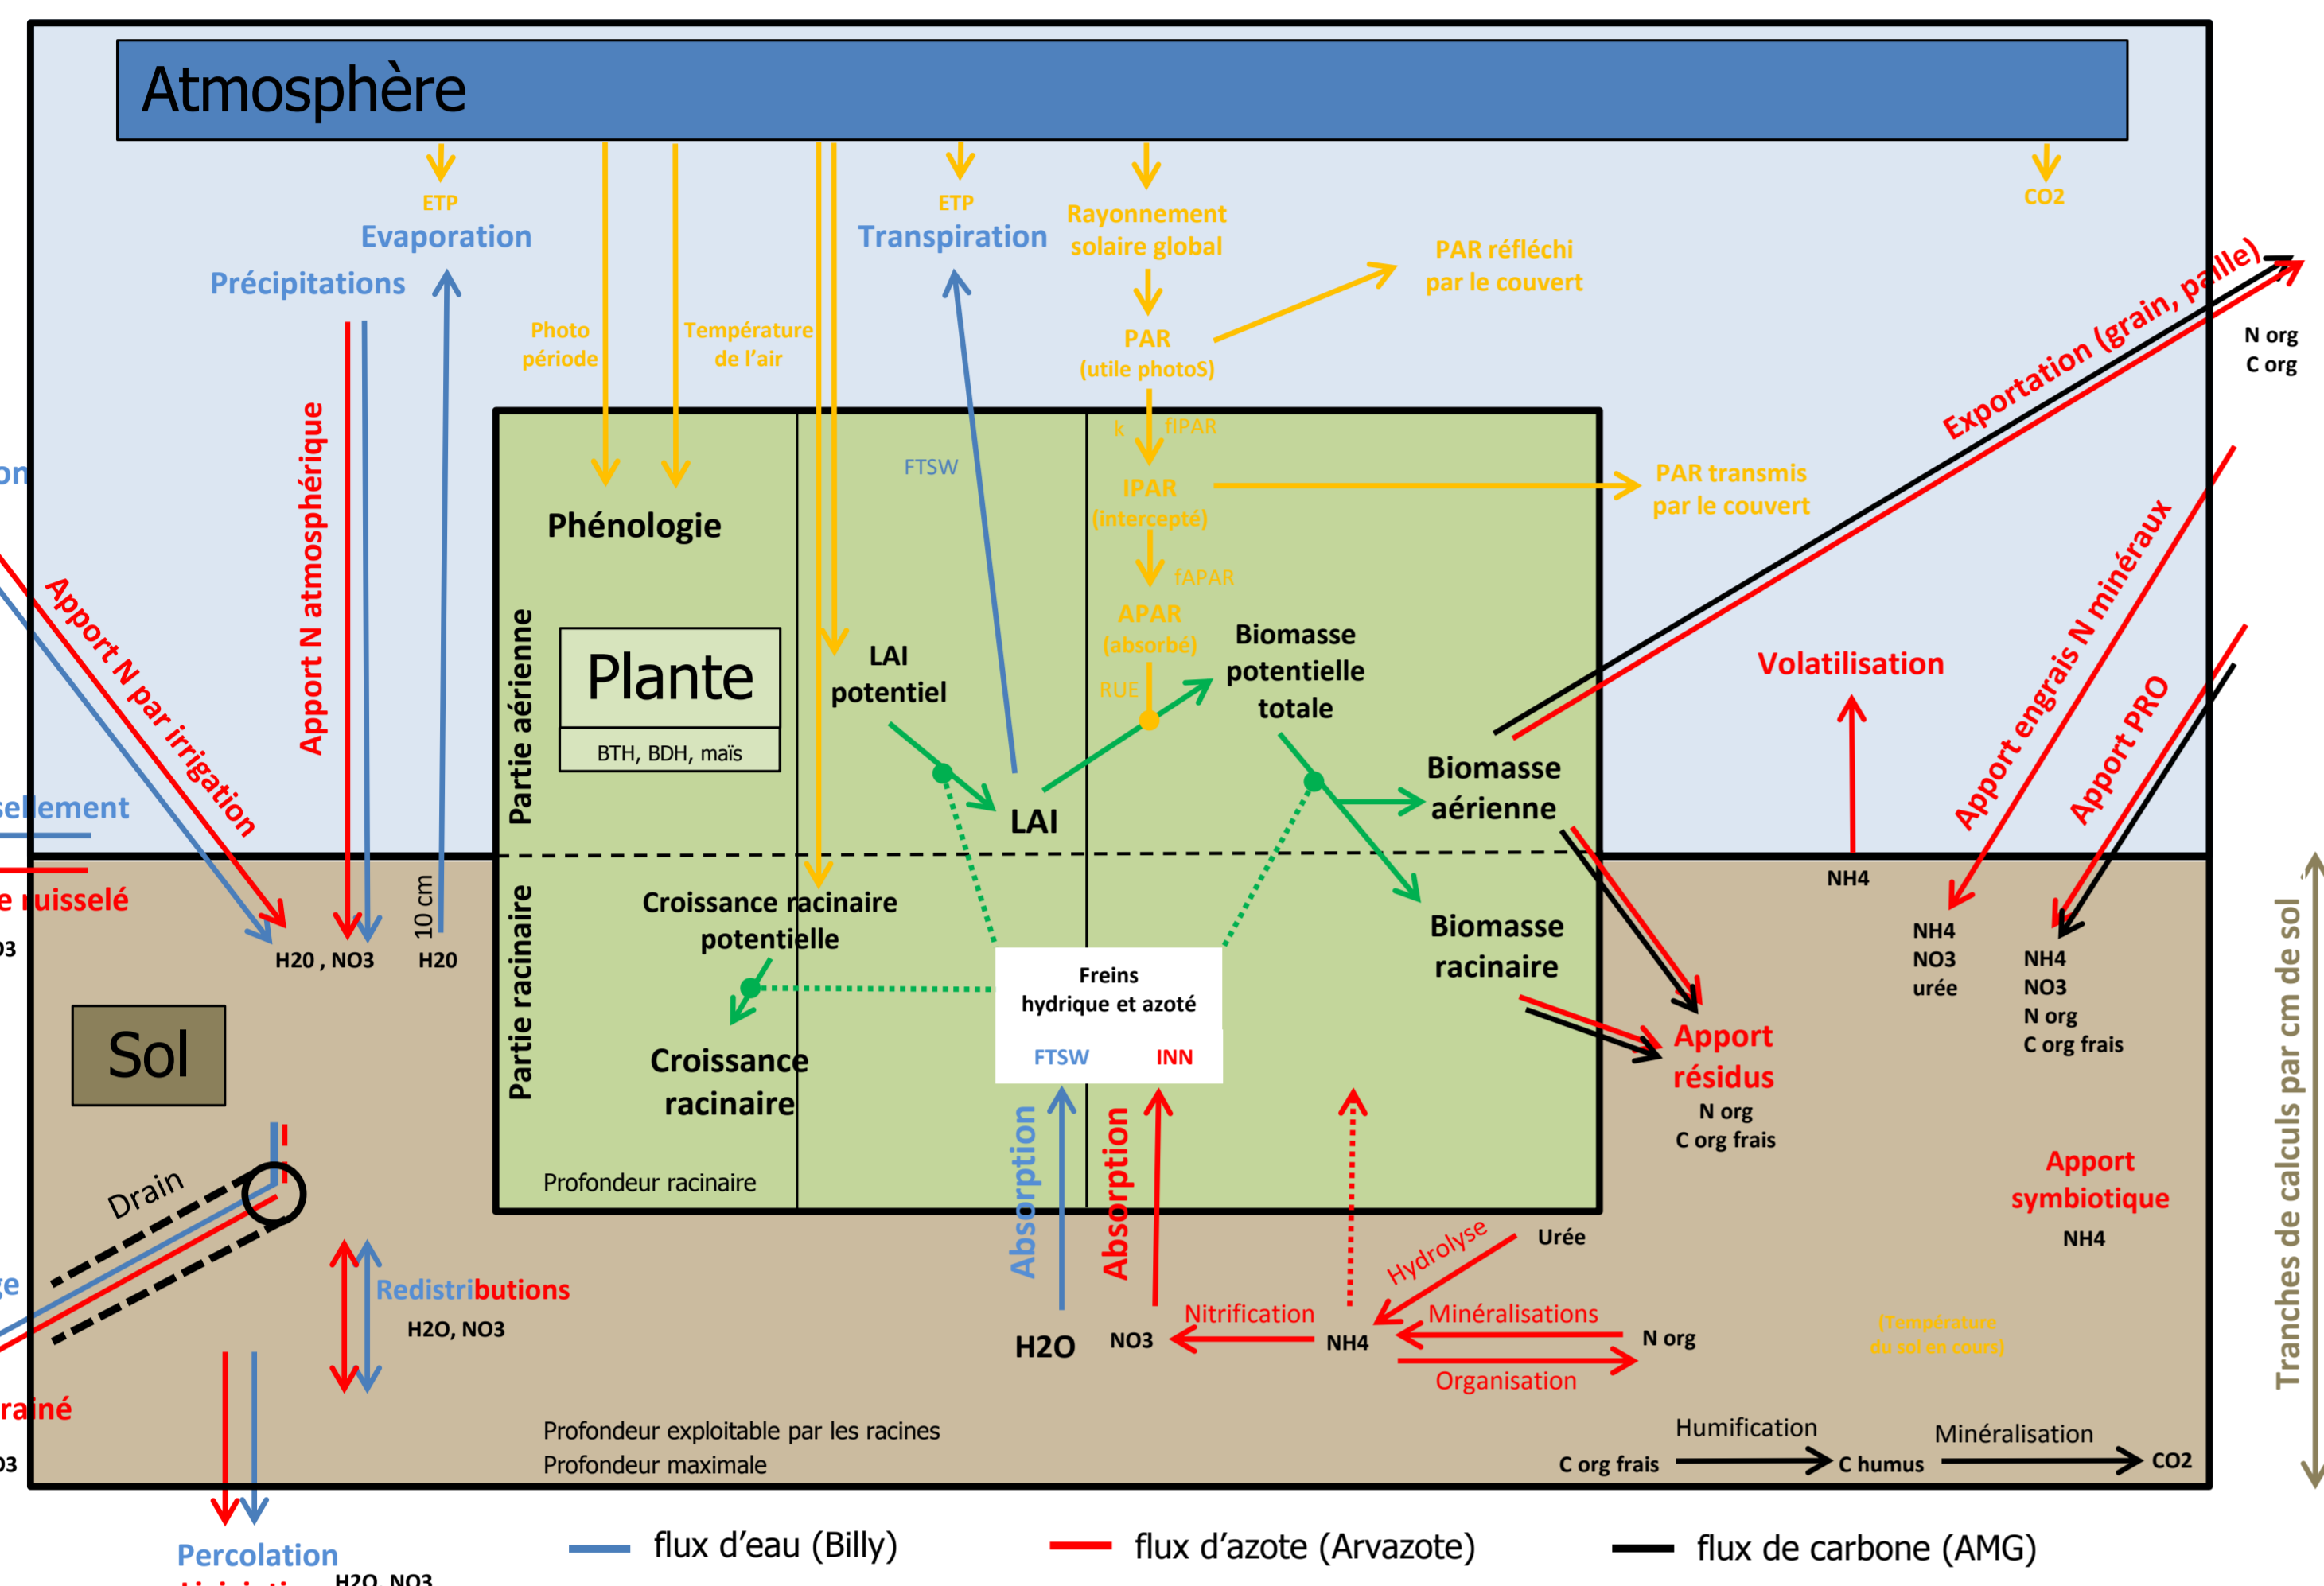 Atmosphère
ETP
Evaporation
Précipitations
Photo
période
Température
de l'air
ETP
Transpiration
Rayonnement
solaire global
PAR réfléchi
par le couvert
CO2
PAR
(utile photoS)
k
fIPAR
FTSW
IPAR
(intercepté)
PAR transmis
par le couvert
fAPAR
APAR
(absorbé)
RUE
Exportation (grain, paille)
N org
C org
Apport N atmosphérique
Apport N par irrigation
Phénologie
Partie aérienne
Plante
BTH, BDH, maïs
LAI
potentiel
LAI
Biomasse
potentielle
totale
Biomasse
aérienne
Volatilisation
NH4
Apport engrais N minéraux
Apport PRO
sellement
e ruisselé
H20 , NO3
10 cm
H20
Partie racinaire
Croissance racinaire
potentielle
Croissance
racinaire
Profondeur racinaire
Freins
hydrique et azoté
FTSW
INN
Biomasse
racinaire
Apport
résidus
N org
C org frais
NH4
NO3
urée
NH4
NO3
N org
C org frais
Apport
symbiotique
NH4
Tranches de calculs par cm de sol
Sol
Drain
Redistributions
H2O, NO3
Absorption
Absorption
H2O
NO3
Nitrification
NH4
Hydrolyse
Urée
Minéralisations
Organisation
N org
(Température
du sol en cours)
Profondeur exploitable par les racines
Profondeur maximale
C org frais
Humification
C humus
Minéralisation
CO2
rainé
Percolation
H2O, NO3
flux d'eau (Billy)
flux d'azote (Arvazote)
flux de carbone (AMG)